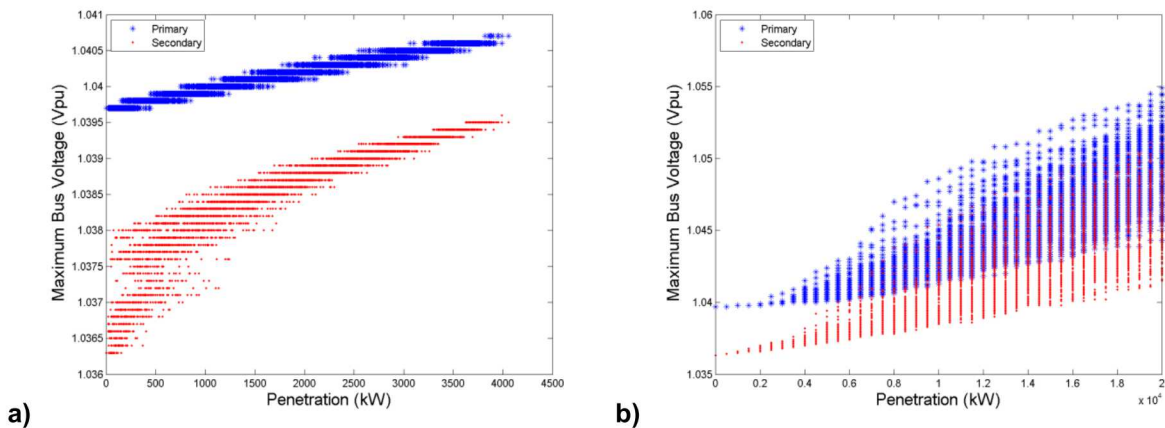 1.041
Primary
Secondary
1.0405
1.04
1.0395
1.039
1.0385
1.038
1.0375
1.037
1.0365
1.036
Maximum Bus Voltage (Vpu)
0 500 1000 1500 2000 2500 3000 3500 4000 4500
Penetration (kW)
a)
1.06
Primary
Secondary
1.055
1.05
1.045
1.04
1.035
Maximum Bus Voltage (Vpu)
0 0.2 0.4 0.6 0.8 1.0 1.2 1.4 1.6 1.8 20
Penetration (kW)
x 10⁴
b)